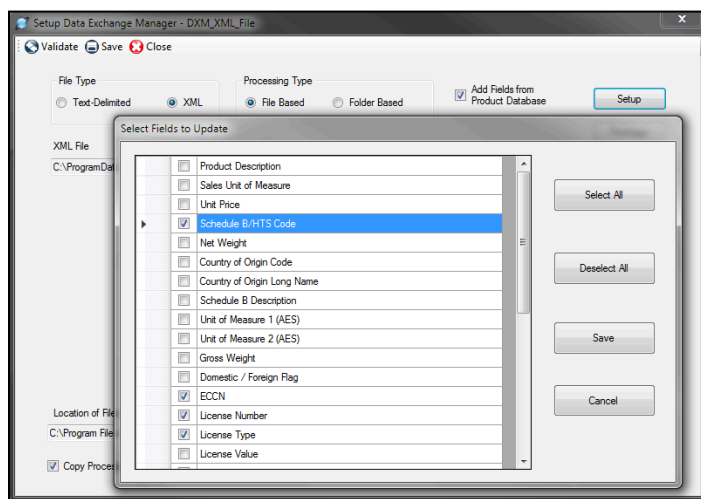 Setup Data Exchange Manager - DXM_XML_File
Validate Save Close
File Type
Text-Delimited XML
Processing Type
File Based Folder Based
Add Fields from
Product Database
Setup
XML File
C:\ProgramDat
Select Fields to Update
Product Description
Sales Unit of Measure
Unit Price
Schedule B/HTS Code
Net Weight
Country of Origin Code
Country of Origin Long Name
Schedule B Description
Unit of Measure 1 (AES)
Unit of Measure 2 (AES)
Gross Weight
Domestic / Foreign Flag
ECCN
License Number
License Type
License Value
Select All
Deselect All
Save
Cancel
Location of File
C:\Program File
Copy Proces